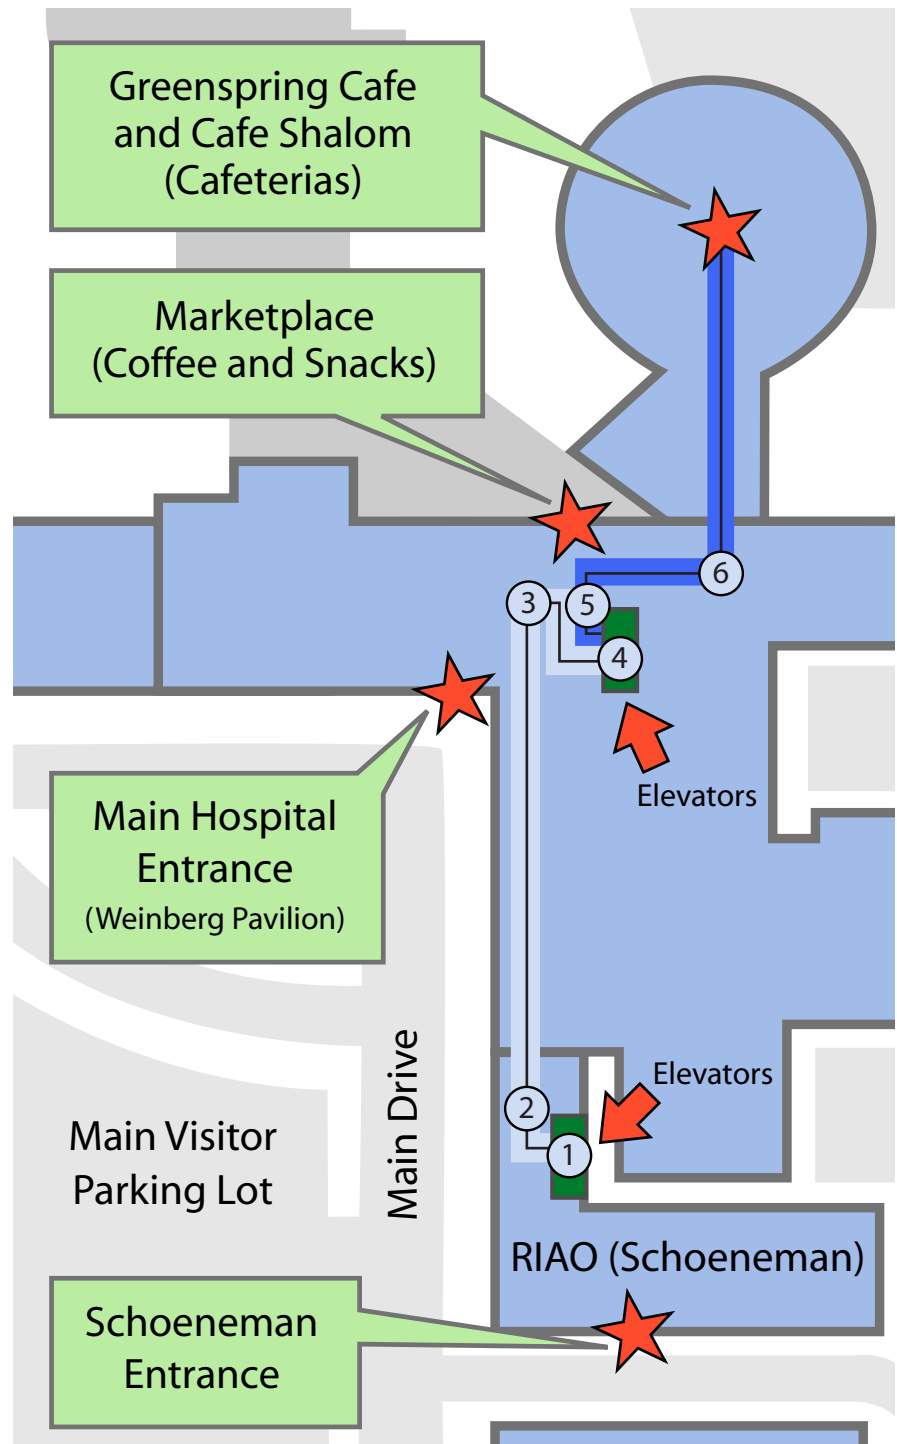 Greenspring Cafe
and Cafe Shalom
(Cafeterias)
Marketplace
(Coffee and Snacks)
6
3
5
4
Elevators
Main Hospital
Entrance
(Weinberg Pavilion)
Main Drive
Elevators
2
1
Main Visitor
Parking Lot
RIAO (Schoeneman)
Schoeneman
Entrance